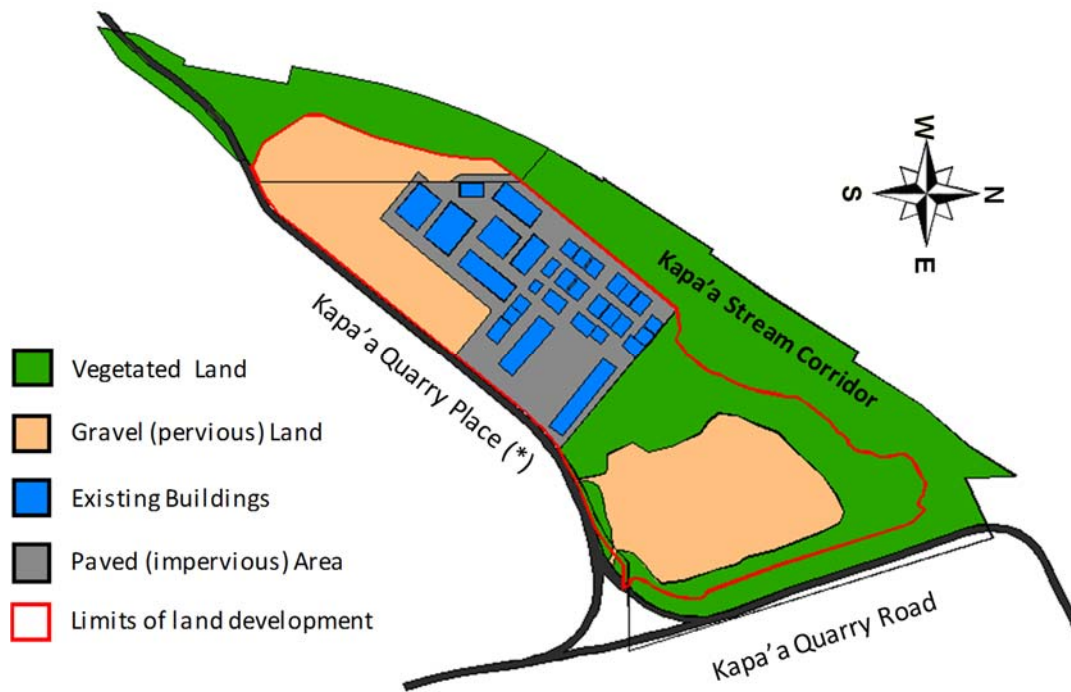 W
S
N
E
Kapa'a Stream Corridor
Kapa'a Quarry Place (*)
Vegetated Land
Gravel (pervious) Land
Existing Buildings
Paved (impervious) Area
Limits of land development
Kapa'a Quarry Road